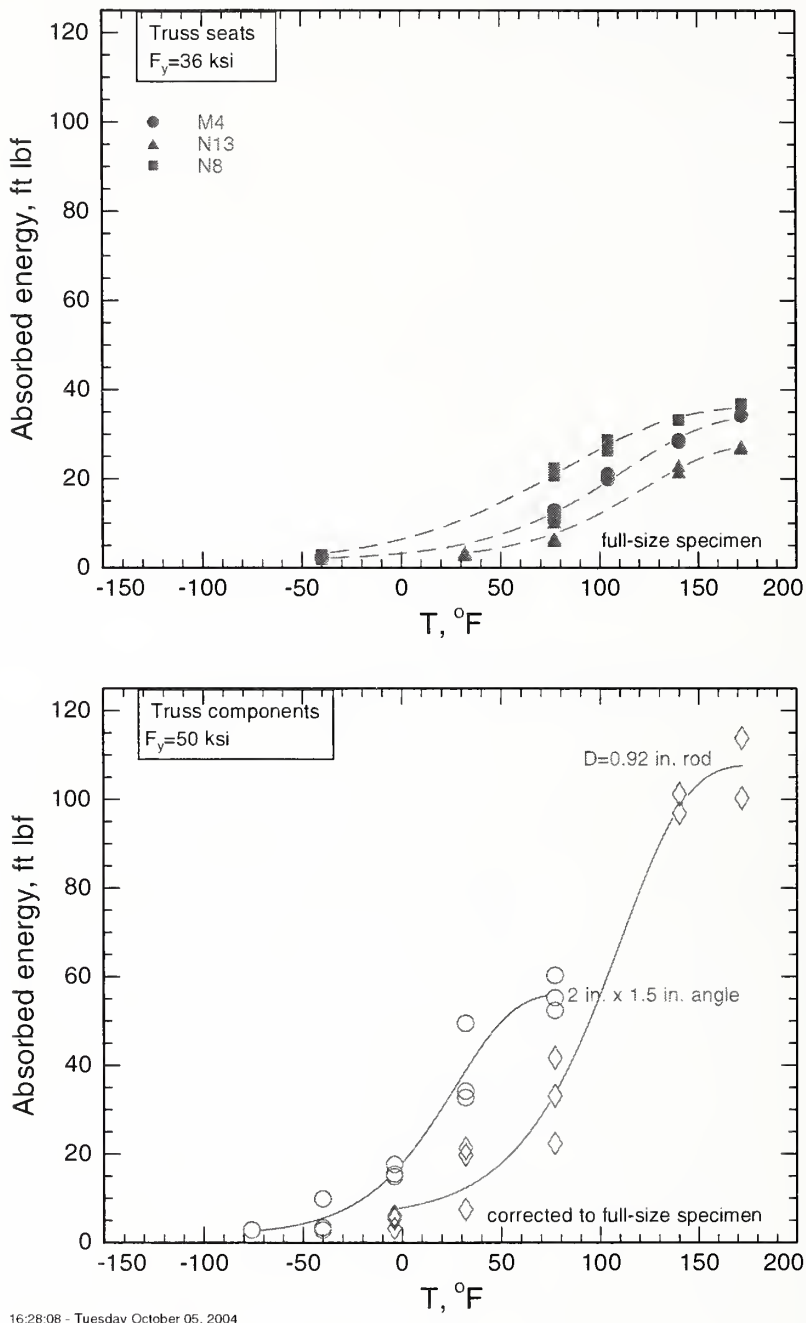 Truss seats
Fy=36 ksi
M4
N13
N8
Absorbed energy, ft lbf
120
100
80
60
40
20
0
full-size specimen
-150 -100 -50 0 50 100 150 200
T, °F
Truss components
Fy=50 ksi
D=0.92 in. rod
2 in. x 1.5 in. angle
Absorbed energy, ft lbf
120
100
80
60
40
20
0
corrected to full-size specimen
-150 -100 -50 0 50 100 150 200
T, °F
16:28:08 - Tuesday October 05, 2004